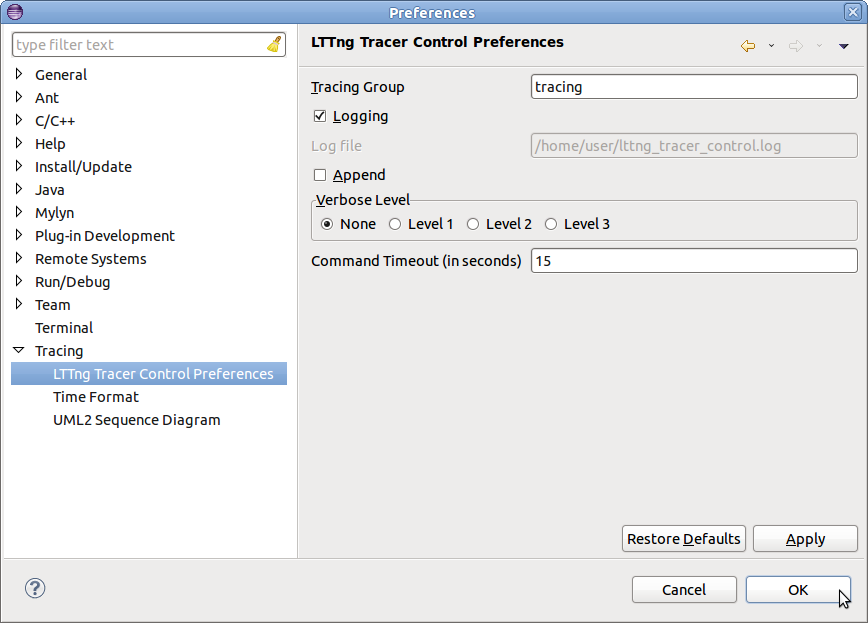 Preferences
type filter text
General
Ant
C/C++
Help
Install/Update
Java
Mylyn
Plug-in Development
Remote Systems
Run/Debug
Team
Terminal
Tracing
LTTng Tracer Control Preferences
Time Format
UML2 Sequence Diagram
LTTng Tracer Control Preferences
Tracing Group tracing
Logging
Log file /home/user/lttng_tracer_control.log
Append
Verbose Level
None Level 1 Level 2 Level 3
Command Timeout (in seconds) 15
Restore Defaults Apply
? Cancel OK